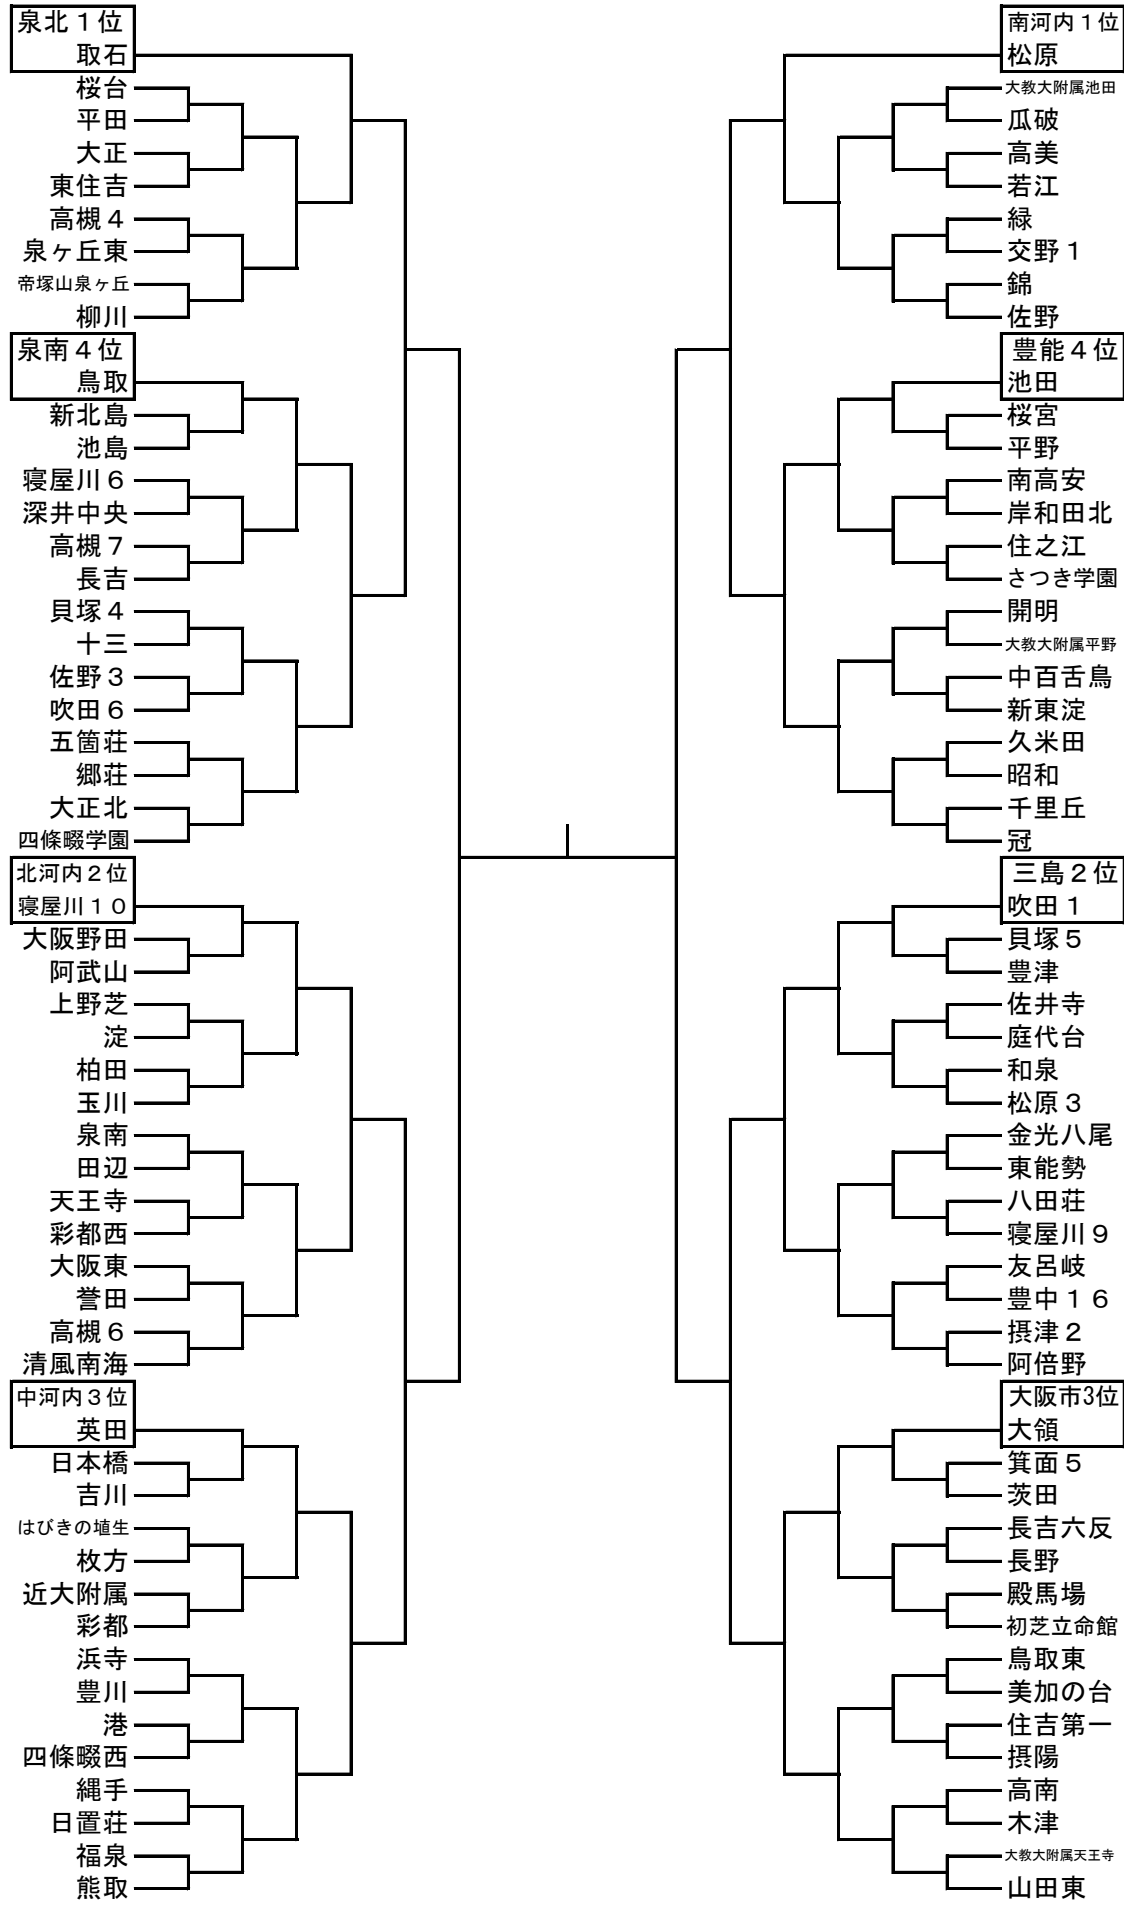 泉北１位
取石
桜台
平田
大正
東住吉
高槻４
泉ヶ丘東
帝塚山泉ヶ丘
柳川
泉南４位
鳥取
新北島
池島
寝屋川６
深井中央
高槻７
長吉
貝塚４
十三
佐野３
吹田６
五箇荘
郷荘
大正北
四條畷学園
北河内２位
寝屋川１０
大阪野田
阿武山
上野芝
淀
柏田
玉川
泉南
田辺
天王寺
彩都西
大阪東
誉田
高槻６
清風南海
中河内３位
英田
日本橋
吉川
はびきの埴生
枚方
近大附属
彩都
浜寺
豊川
港
四條畷西
縄手
日置荘
福泉
熊取
南河内１位
松原
大教大附属池田
瓜破
高美
若江
緑
交野１
錦
佐野
豊能４位
池田
桜宮
平野
南高安
岸和田北
住之江
さつき学園
開明
大教大附属平野
中百舌鳥
新東淀
久米田
昭和
千里丘
冠
三島２位
吹田１
貝塚５
豊津
佐井寺
庭代台
和泉
松原３
金光八尾
東能勢
八田荘
寝屋川９
友呂岐
豊中１６
摂津２
阿倍野
大阪市3位
大領
箕面５
茨田
長吉六反
長野
殿馬場
初芝立命館
鳥取東
美加の台
住吉第一
摂陽
高南
木津
大教大附属天王寺
山田東